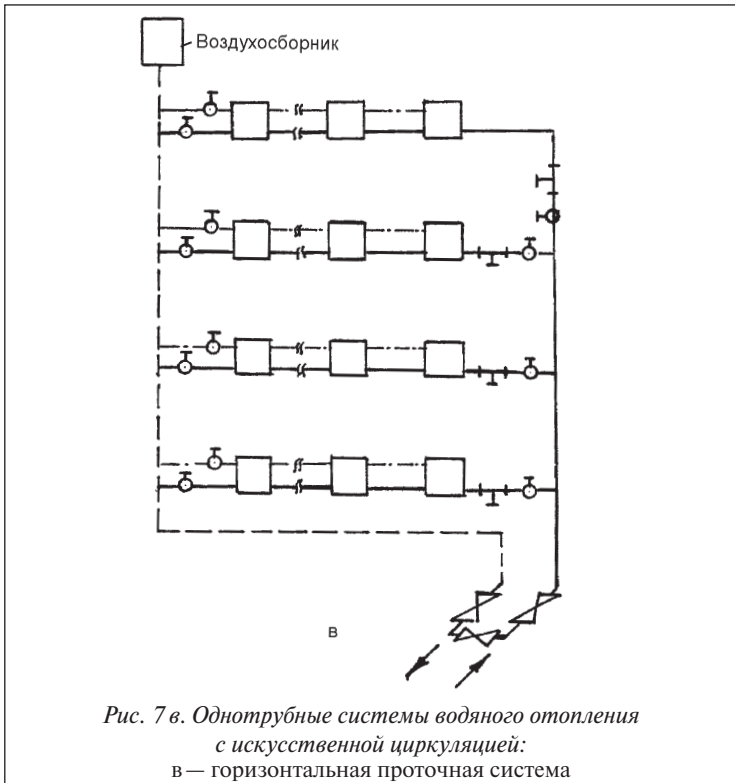 Воздухосборник
в
Рис. 7 в. Однотрубные системы водяного отопления
с искусственной циркуляцией:
в — горизонтальная проточная система